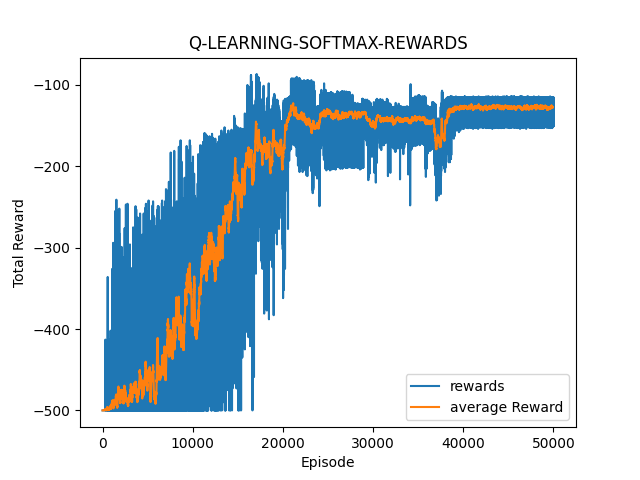 Q-LEARNING-SOFTMAX-REWARDS
−100
−200
−300
−400
−500
Total Reward
0
10000
20000
30000
40000
50000
Episode
rewards
average Reward